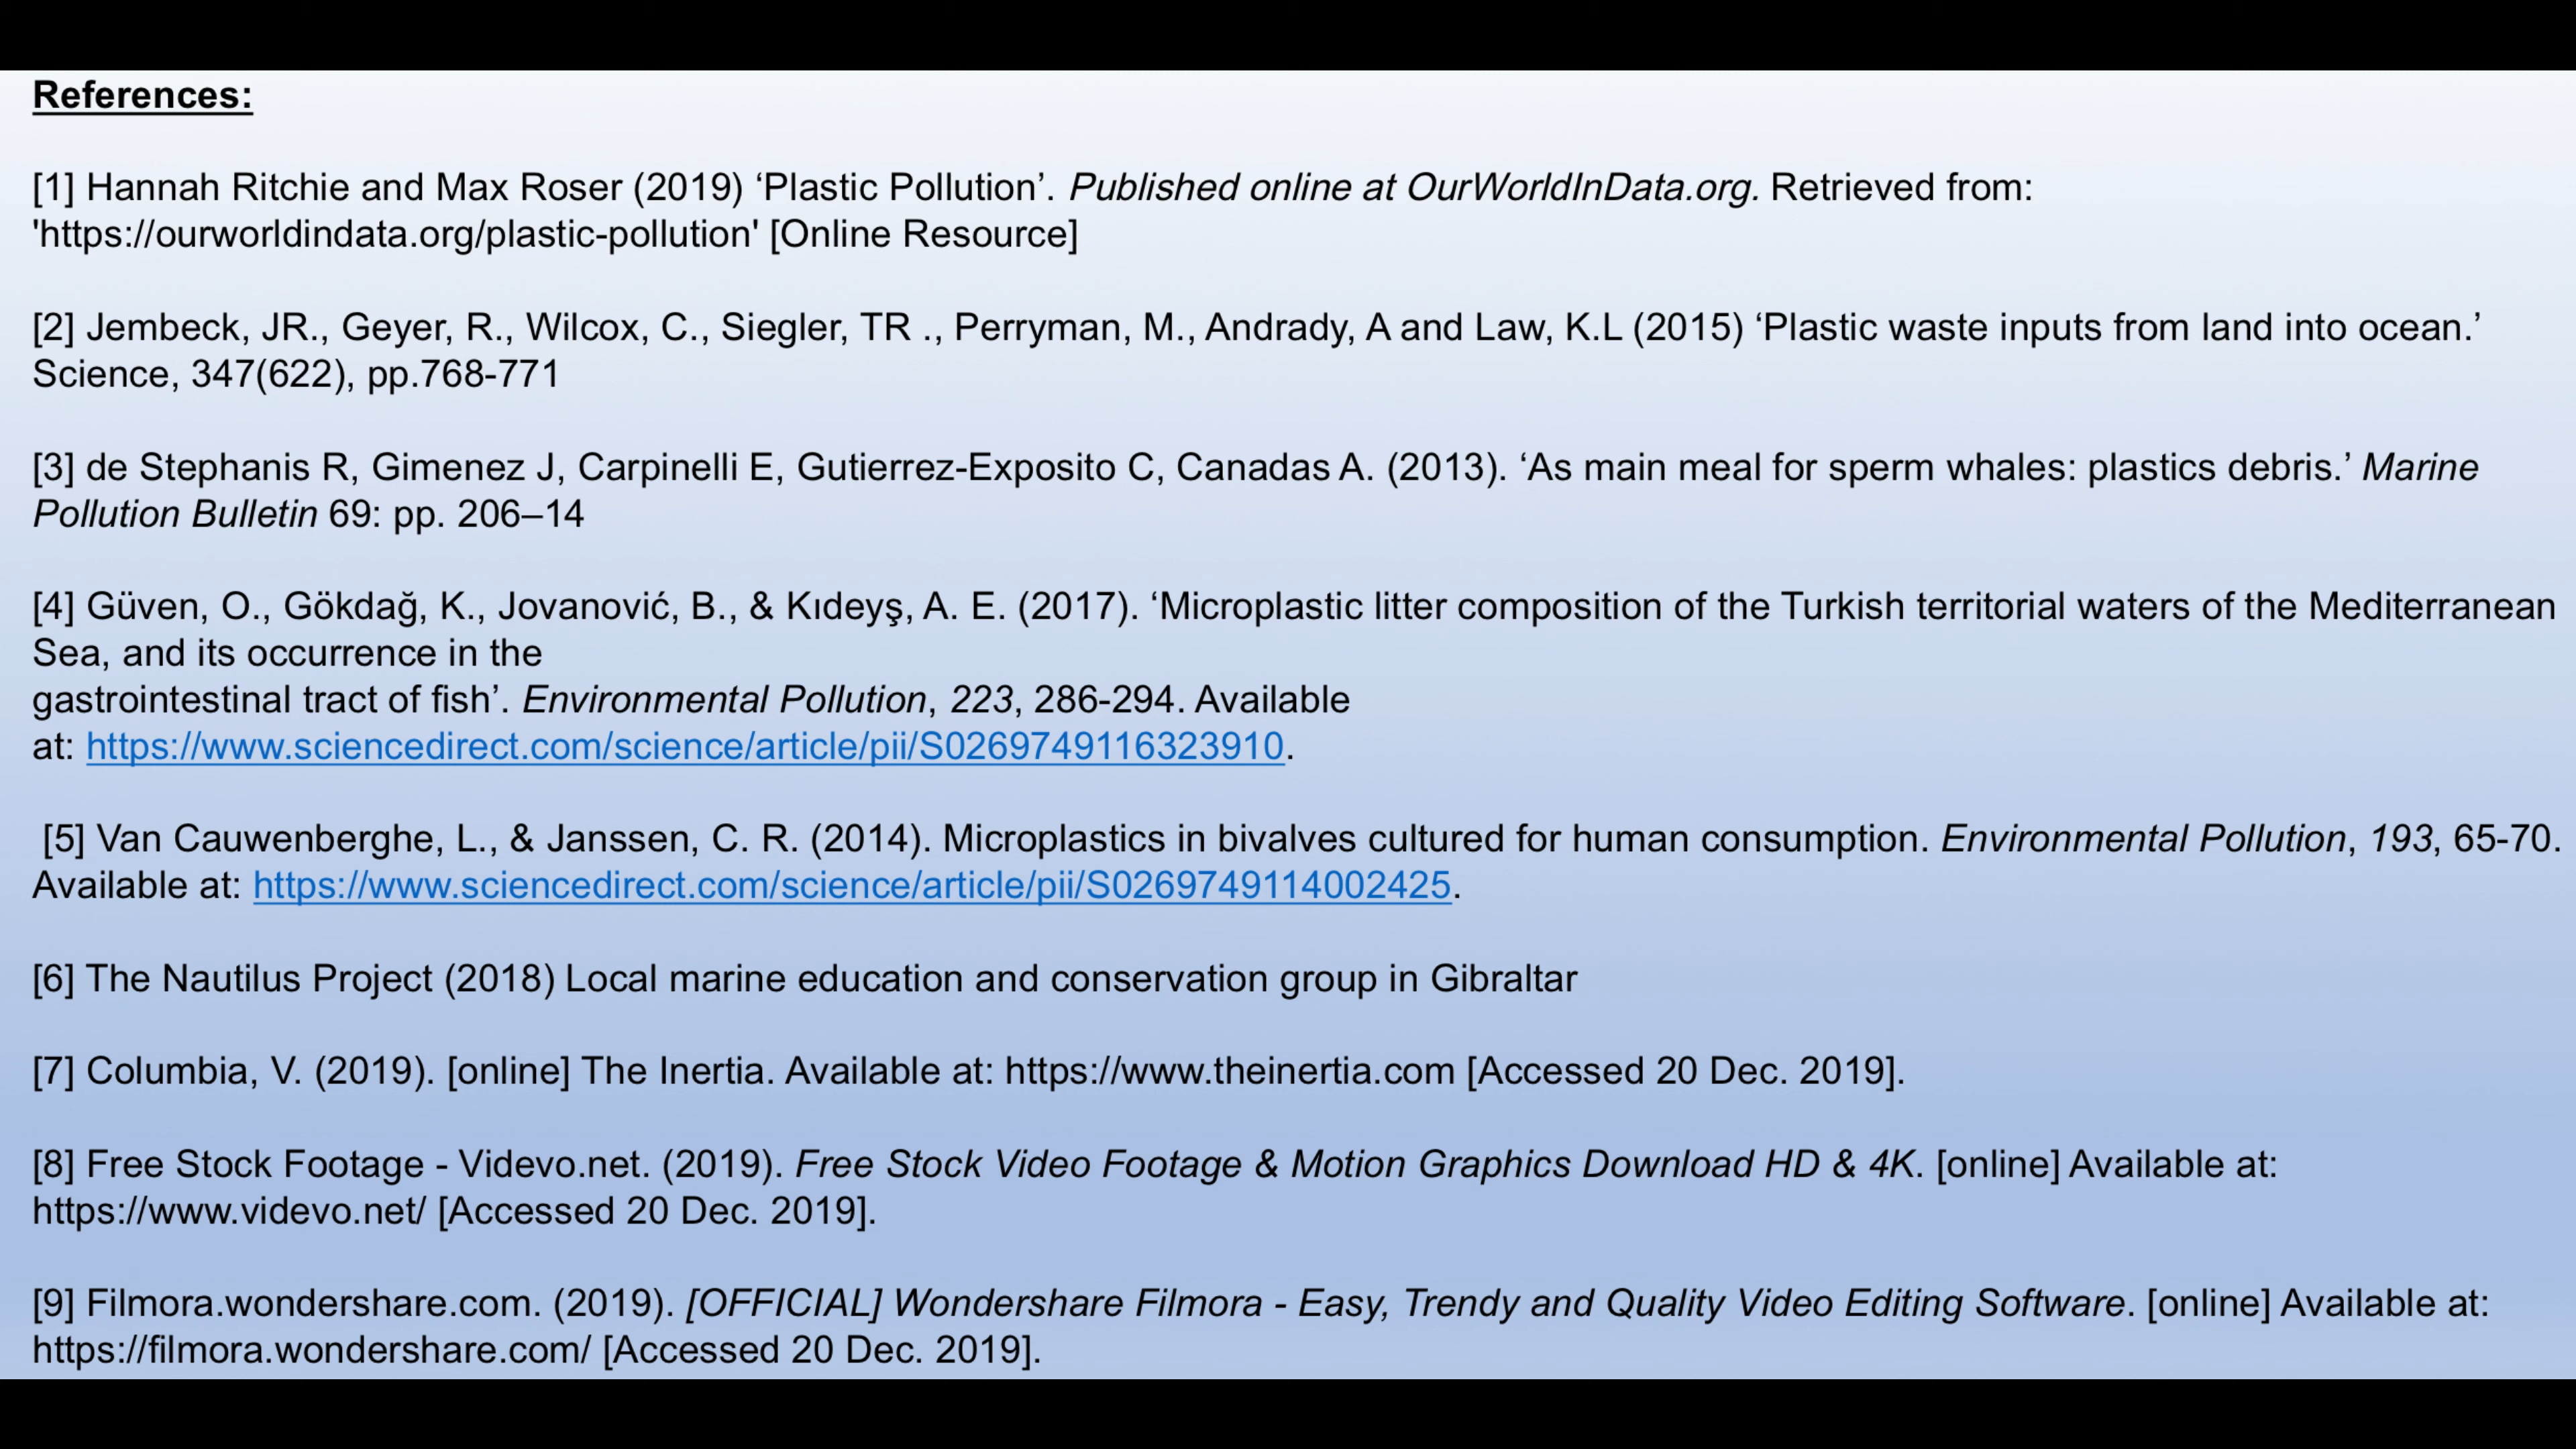 References:
[1] Hannah Ritchie and Max Roser (2019) ‘Plastic Pollution’. Published online at OurWorldInData.org. Retrieved from:
'https://ourworldindata.org/plastic-pollution' [Online Resource]
[2] Jembeck, JR., Geyer, R., Wilcox, C., Siegler, TR ., Perryman, M., Andrady, A and Law, K.L (2015) ‘Plastic waste inputs from land into ocean.’
Science, 347(622), pp.768-771
[3] de Stephanis R, Gimenez J, Carpinelli E, Gutierrez-Exposito C, Canadas A. (2013). ‘As main meal for sperm whales: plastics debris.’ Marine
Pollution Bulletin 69: pp. 206–14
[4] Güven, O., Gökdağ, K., Jovanović, B., & Kıdeyş, A. E. (2017). ‘Microplastic litter composition of the Turkish territorial waters of the Mediterranean
Sea, and its occurrence in the
gastrointestinal tract of fish’. Environmental Pollution, 223, 286-294. Available
at: https://www.sciencedirect.com/science/article/pii/S0269749116323910.
[5] Van Cauwenberghe, L., & Janssen, C. R. (2014). Microplastics in bivalves cultured for human consumption. Environmental Pollution, 193, 65-70.
Available at: https://www.sciencedirect.com/science/article/pii/S0269749114002425.
[6] The Nautilus Project (2018) Local marine education and conservation group in Gibraltar
[7] Columbia, V. (2019). [online] The Inertia. Available at: https://www.theinertia.com [Accessed 20 Dec. 2019].
[8] Free Stock Footage - Videvo.net. (2019). Free Stock Video Footage & Motion Graphics Download HD & 4K. [online] Available at:
https://www.videvo.net/ [Accessed 20 Dec. 2019].
[9] Filmora.wondershare.com. (2019). [OFFICIAL] Wondershare Filmora - Easy, Trendy and Quality Video Editing Software. [online] Available at:
https://filmora.wondershare.com/ [Accessed 20 Dec. 2019].